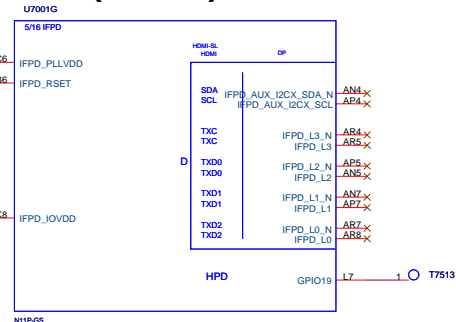 U7001G
5/16 IFPD
HDMI-SL
HDMI
DP
IFPD_PLLVDD
IFPD_RSET
SDA IFPD_AUX_I2CX_SDA_N AN4
SCL IFPD_AUX_I2CX_SCL AP4
TXC IFPD_L3_N AR4
TXC IFPD_L3 AR5
D
TXD0 IFPD_L2_N AP5
TXD0 IFPD_L2 AN5
TXD1 IFPD_L1_N AN7
TXD1 IFPD_L1 AP7
IFPD_IOVDD
TXD2 IFPD_L0_N AR7
TXD2 IFPD_L0 AR8
HPD GPIO19 L7 1 T7513
N11P-GS